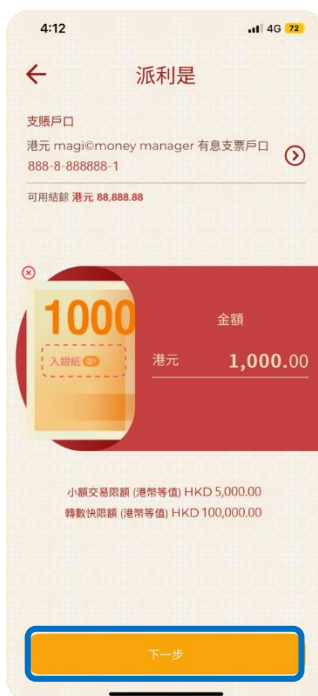 4:12
4G 72
派利是
支賬戶口
港元 magi©money manager 有息支票戶口
888-8-888888-1
可用結餘 港元 88,888.88
1000
入銀紙
金額
港元 1,000.00
小額交易限額 (港幣等值) HKD 5,000.00
轉數快限額 (港幣等值) HKD 100,000.00
下一步